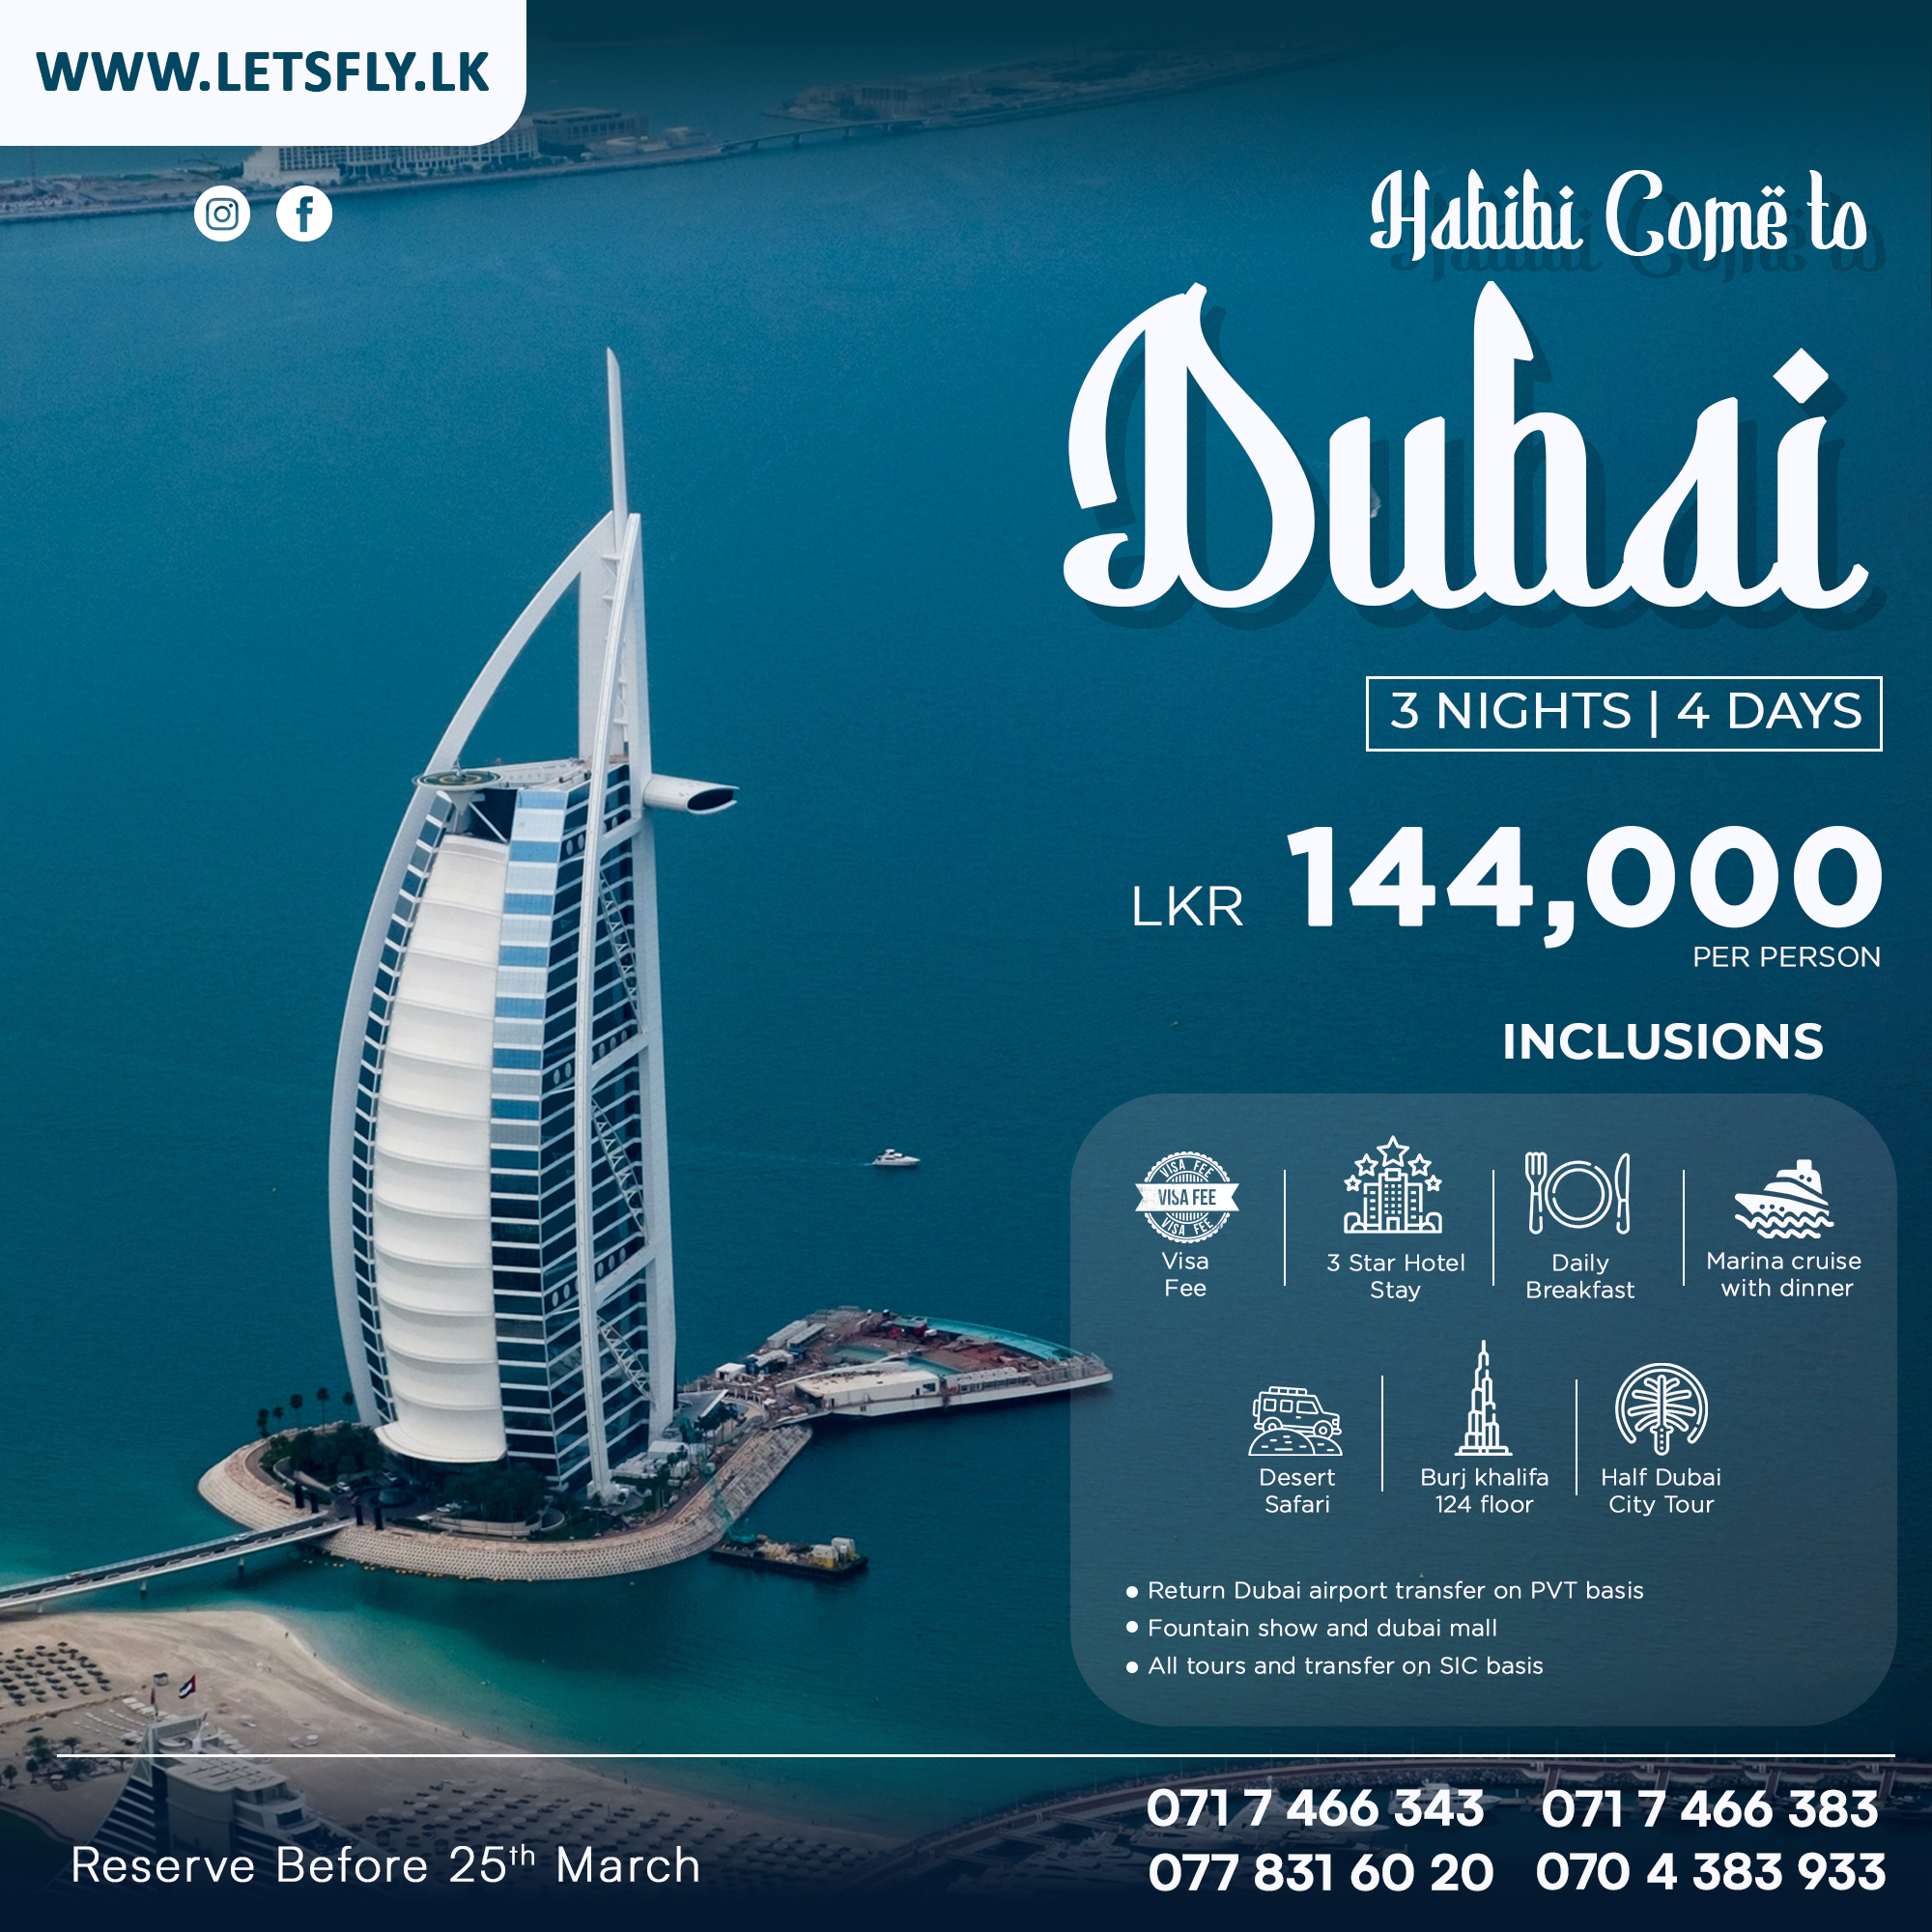 WWW.LETSFLY.LK
Habibi Comë to
Dubai
3 NIGHTS | 4 DAYS
LKR 144,000
PER PERSON
INCLUSIONS
VISA FEE
VISA FEE
VISA FEE
Visa
Fee
3 Star Hotel
Stay
Daily
Breakfast
Marina cruise
with dinner
Desert
Safari
Burj khalifa
124 floor
Half Dubai
City Tour
• Return Dubai airport transfer on PVT basis
• Fountain show and dubai mall
• All tours and transfer on SIC basis
Reserve Before 25th March
071 7 466 343 071 7 466 383
077 831 60 20 070 4 383 933